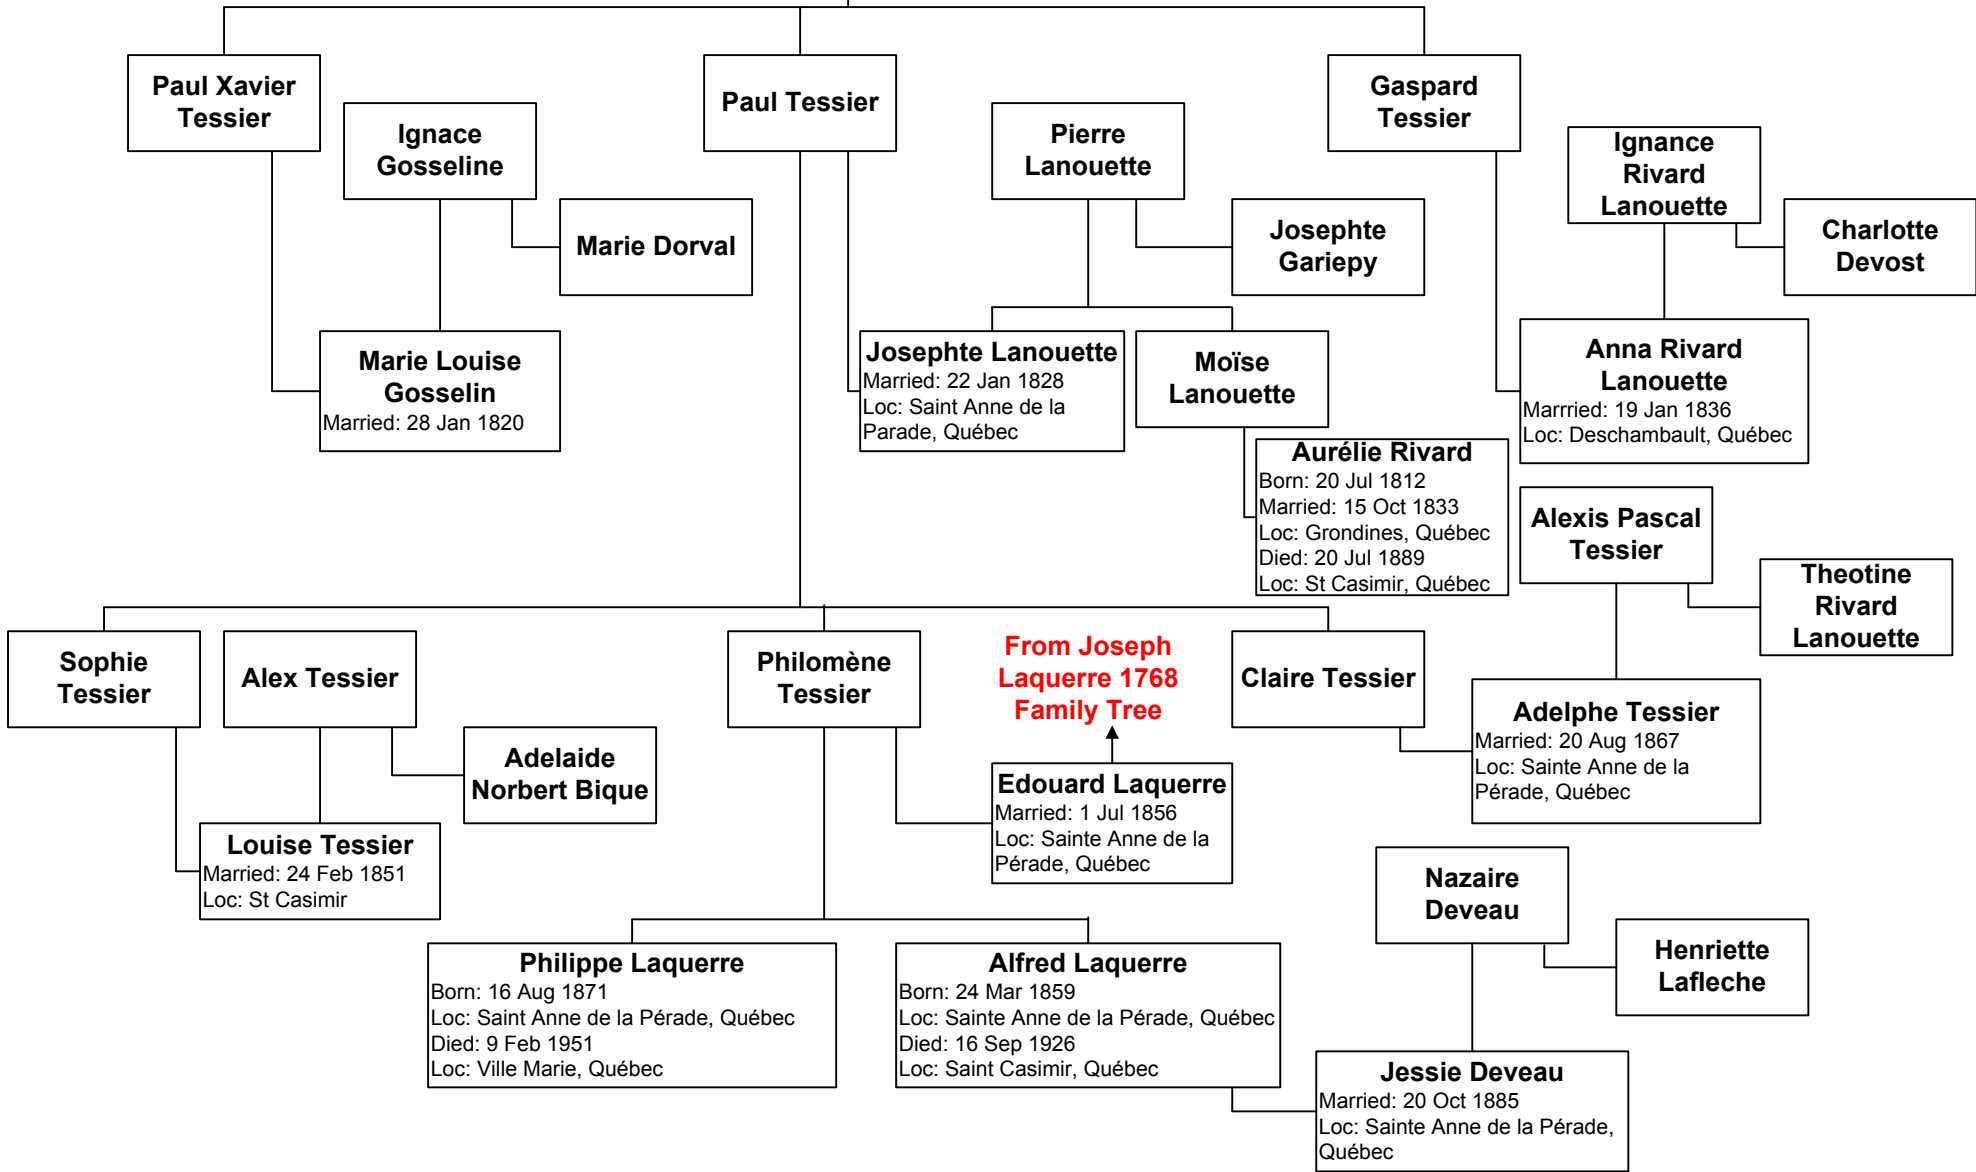 Paul Xavier
Tessier
Ignace
Gosseline
Marie Dorval
Marie Louise
Gosselin
Married: 28 Jan 1820
Paul Tessier
Pierre
Lanouette
Josephte
Gariepy
Josephte Lanouette
Married: 22 Jan 1828
Loc: Saint Anne de la
Parade, Québec
Moïse
Lanouette
Aurélie Rivard
Born: 20 Jul 1812
Married: 15 Oct 1833
Loc: Grondines, Québec
Died: 20 Jul 1889
Loc: St Casimir, Québec
Gaspard
Tessier
Ignance
Rivard
Lanouette
Charlotte
Devost
Anna Rivard
Lanouette
Marrried: 19 Jan 1836
Loc: Deschambault, Québec
Alexis Pascal
Tessier
Theotine
Rivard
Lanouette
Sophie
Tessier
Alex Tessier
Adelaide
Norbert Bique
Louise Tessier
Married: 24 Feb 1851
Loc: St Casimir
Philomène
Tessier
From Joseph
Laquerre 1768
Family Tree
Edouard Laquerre
Married: 1 Jul 1856
Loc: Sainte Anne de la
Pérade, Québec
Claire Tessier
Adelphe Tessier
Married: 20 Aug 1867
Loc: Sainte Anne de la
Pérade, Québec
Nazaire
Deveau
Henriette
Lafleche
Philippe Laquerre
Born: 16 Aug 1871
Loc: Saint Anne de la Pérade, Québec
Died: 9 Feb 1951
Loc: Ville Marie, Québec
Alfred Laquerre
Born: 24 Mar 1859
Loc: Sainte Anne de la Pérade, Québec
Died: 16 Sep 1926
Loc: Saint Casimir, Québec
Jessie Deveau
Married: 20 Oct 1885
Loc: Sainte Anne de la Pérade,
Québec